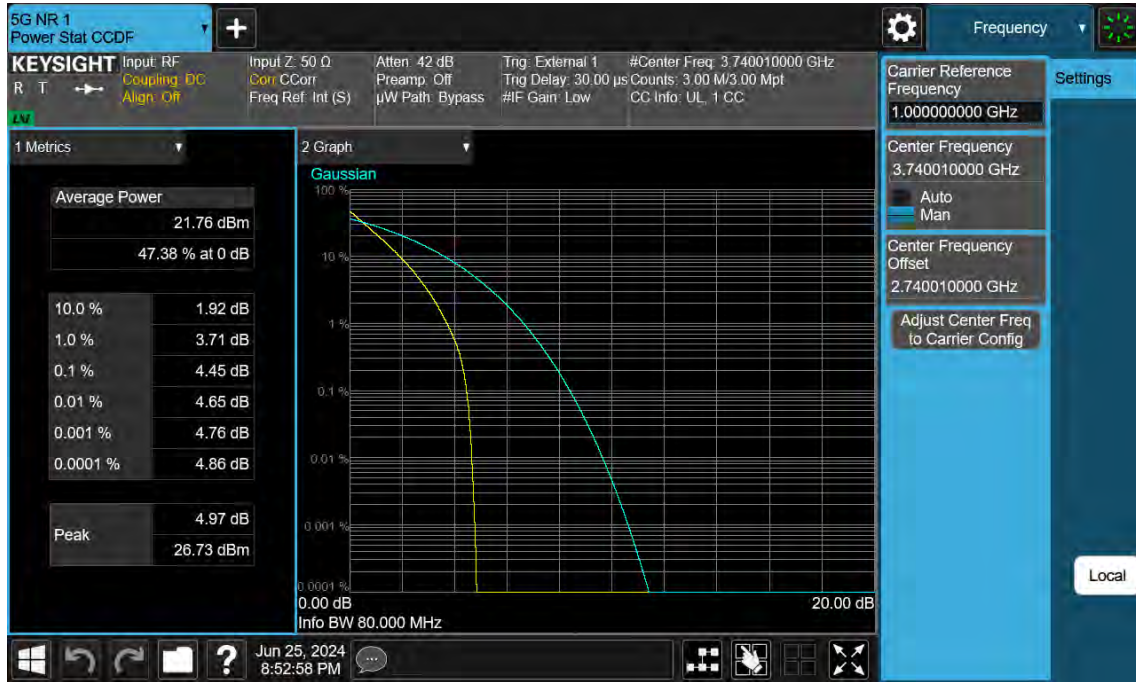 5G NR 1
Power Stat CCDF
+
Frequency
KEYSIGHT
R T
LXI
Input: RF
Coupling: DC
Align: Off
Input Z: 50 Ω
Corr CCorr
Freq Ref: Int (S)
Atten: 42 dB
Preamp: Off
µW Path: Bypass
Trig: External 1
Trig Delay: 30.00 µs
#IF Gain: Low
#Center Freq: 3.740010000 GHz
Counts: 3.00 M/3.00 Mpt
CC Info: UL, 1 CC
1 Metrics
Average Power
21.76 dBm
47.38 % at 0 dB
10.0 % 1.92 dB
1.0 % 3.71 dB
0.1 % 4.45 dB
0.01 % 4.65 dB
0.001 % 4.76 dB
0.0001 % 4.86 dB
Peak
4.97 dB
26.73 dBm
2 Graph
Gaussian
100 %
10 %
1 %
0.1 %
0.01 %
0.001 %
0.0001 %
0.00 dB 20.00 dB
Info BW 80.000 MHz
Carrier Reference
Frequency
1.000000000 GHz
Center Frequency
3.740010000 GHz
Auto
Man
Center Frequency
Offset
2.740010000 GHz
Adjust Center Freq
to Carrier Config
Settings
Local
?
Jun 25, 2024
8:52:58 PM